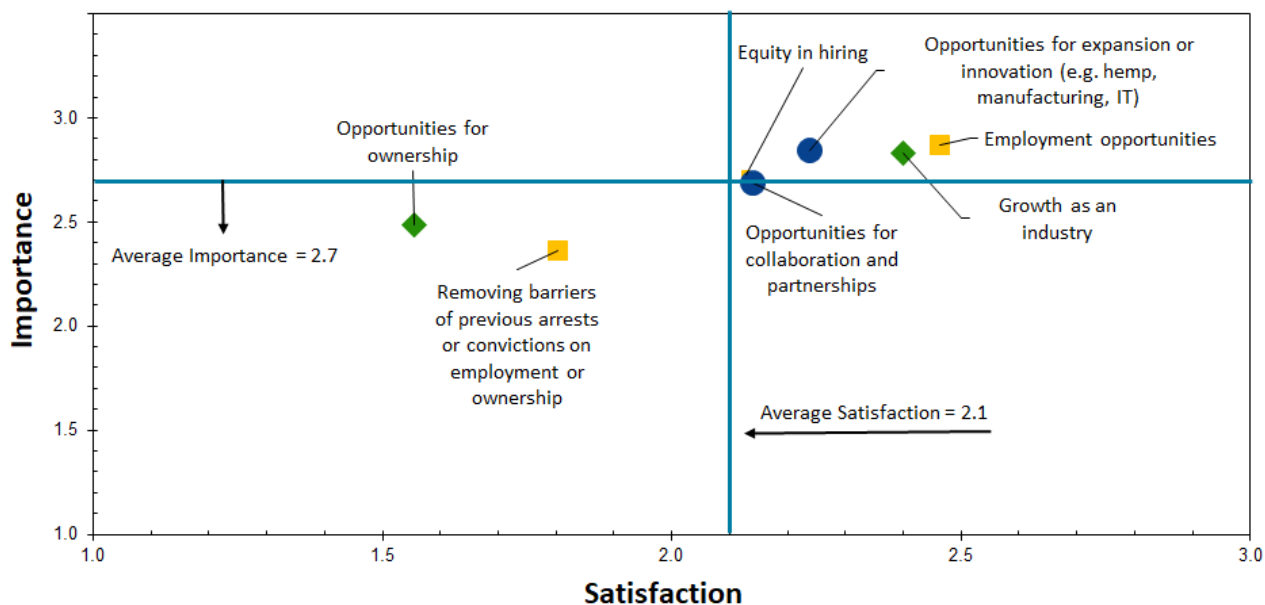 Equity in hiring
Opportunities for expansion or
innovation (e.g. hemp,
manufacturing, IT)
3.0
Opportunities for
ownership
Employment opportunities
Growth as an
industry
2.5
Average Importance = 2.7
Opportunities for
collaboration and
partnerships
Removing barriers
of previous arrests
or convictions on
employment or
ownership
2.0
Importance
Average Satisfaction = 2.1
1.5
1.0
1.0 1.5 2.0 2.5 3.0
Satisfaction